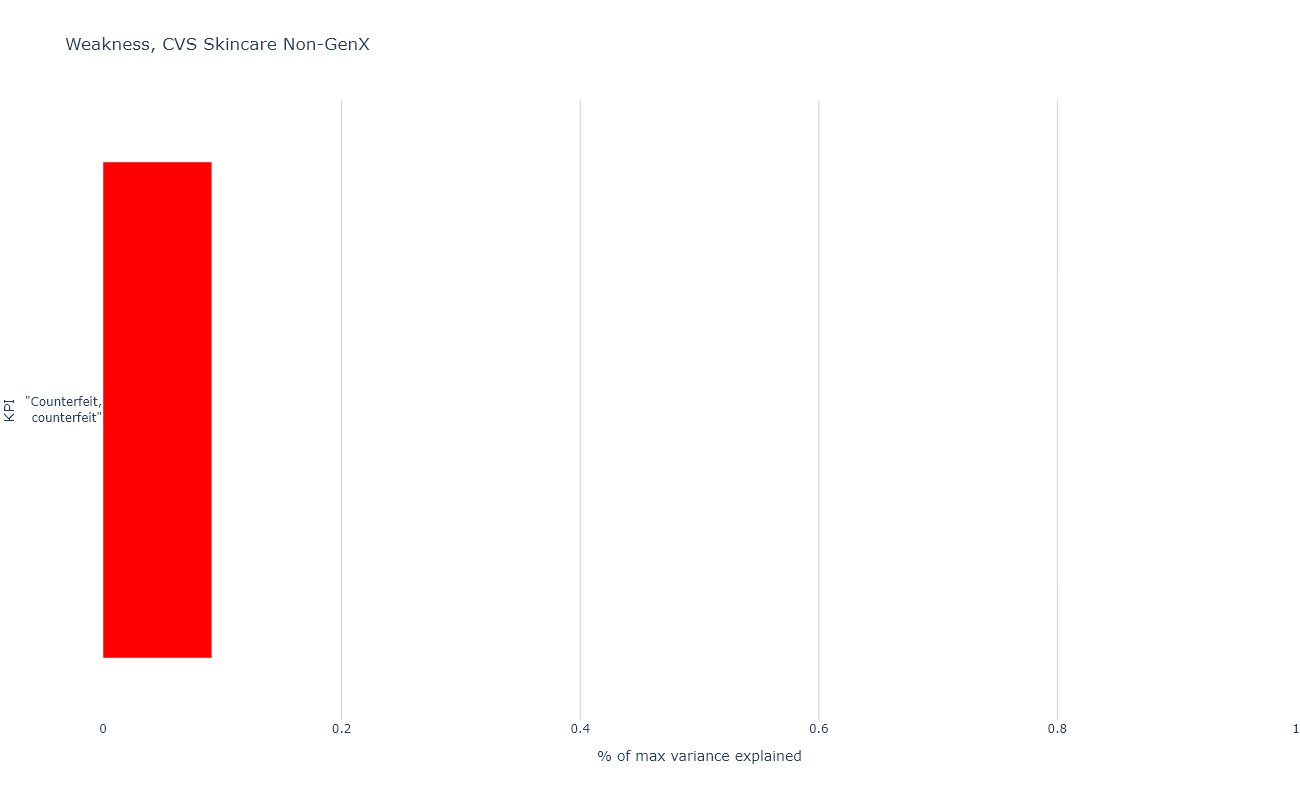 Weakness, CVS Skincare Non-GenX
KPI
"Counterfeit,
counterfeit"
0
0.2
0.4
0.6
0.8
1
% of max variance explained